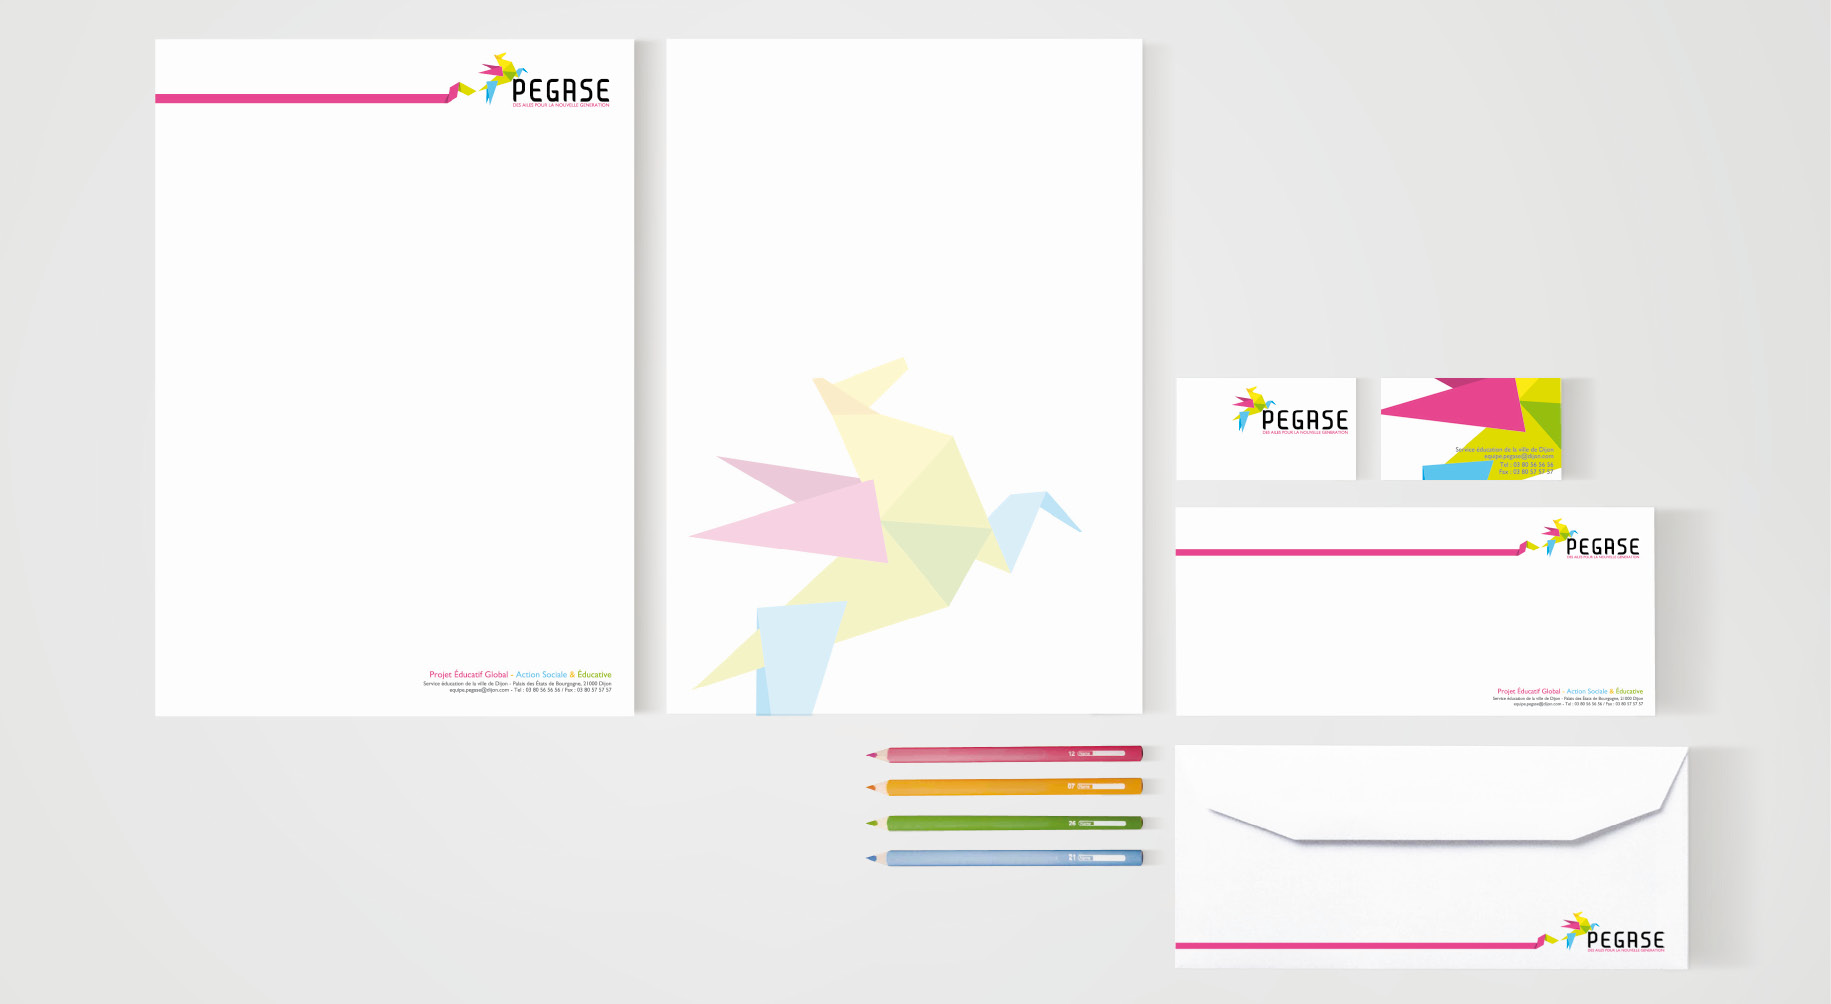 PEGASE
DES AILES POUR LA NOUVELLE GENERATION
Projet Éducatif Global - Action Sociale & Éducative
Service éducation de la ville de Dijon - Palais des États de Bourgogne, 21000 Dijon
equipe.pegase@dijon.com - Tel : 03 80 56 56 56 / Fax : 03 80 57 57 57
PEGASE
DES AILES POUR LA NOUVELLE GENERATION
Service éducation de la ville de Dijon
equipe.pegase@dijon.com
Tel : 03 80 56 56 56
Fax : 03 80 57 57 57
PEGASE
DES AILES POUR LA NOUVELLE GENERATION
Projet Éducatif Global - Action Sociale & Éducative
Service éducation de la ville de Dijon - Palais des États de Bourgogne, 21000 Dijon
equipe.pegase@dijon.com - Tel : 03 80 56 56 56 / Fax : 03 80 57 57 57
12
07
26
21
PEGASE
DES AILES POUR LA NOUVELLE GENERATION